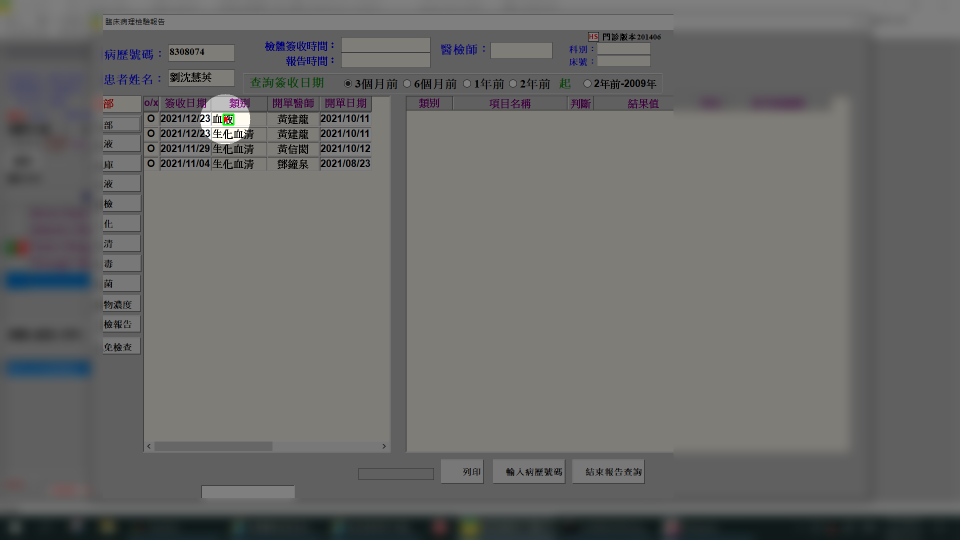 臨床病理檢驗報告
HS 門診版本201406
病歷號碼： 8308074 檢體簽收時間： 醫檢師： 科別：
報告時間： 床號：
患者姓名： 劉沈慧英 查詢簽收日期 3個月前 6個月前 1年前 2年前 起 2年前-2009年
部 o/x 簽收日期 類別 開單醫師 開單日期 類別 項目名稱 判斷 結果值
O 2021/12/23 血液 黃建龍 2021/10/11
部
O 2021/12/23 生化血清 黃建龍 2021/10/11
液
O 2021/11/29 生化血清 黃信閎 2021/10/12
庫 O 2021/11/04 生化血清 鄧鐘泉 2021/08/23
液
檢
化
清
毒
菌
物濃度
檢報告
免檢查
列印 輸入病歷號碼 結束報告查詢